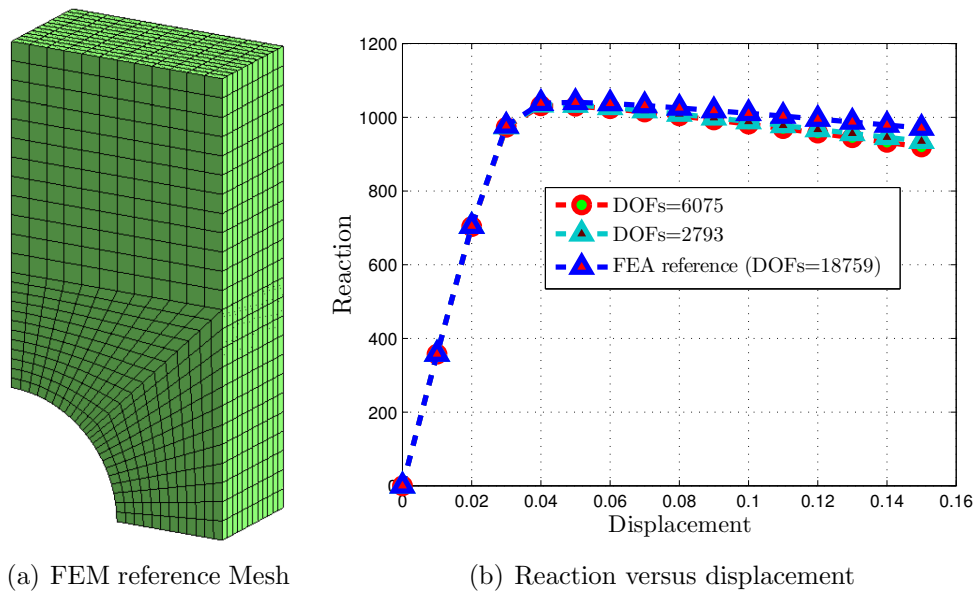 1200
1000
800
600
400
200
0
0 0.02 0.04 0.06 0.08 0.1 0.12 0.14 0.16
Reaction
Displacement
DOFs=6075
DOFs=2793
FEA reference (DOFs=18759)
(a) FEM reference Mesh
(b) Reaction versus displacement